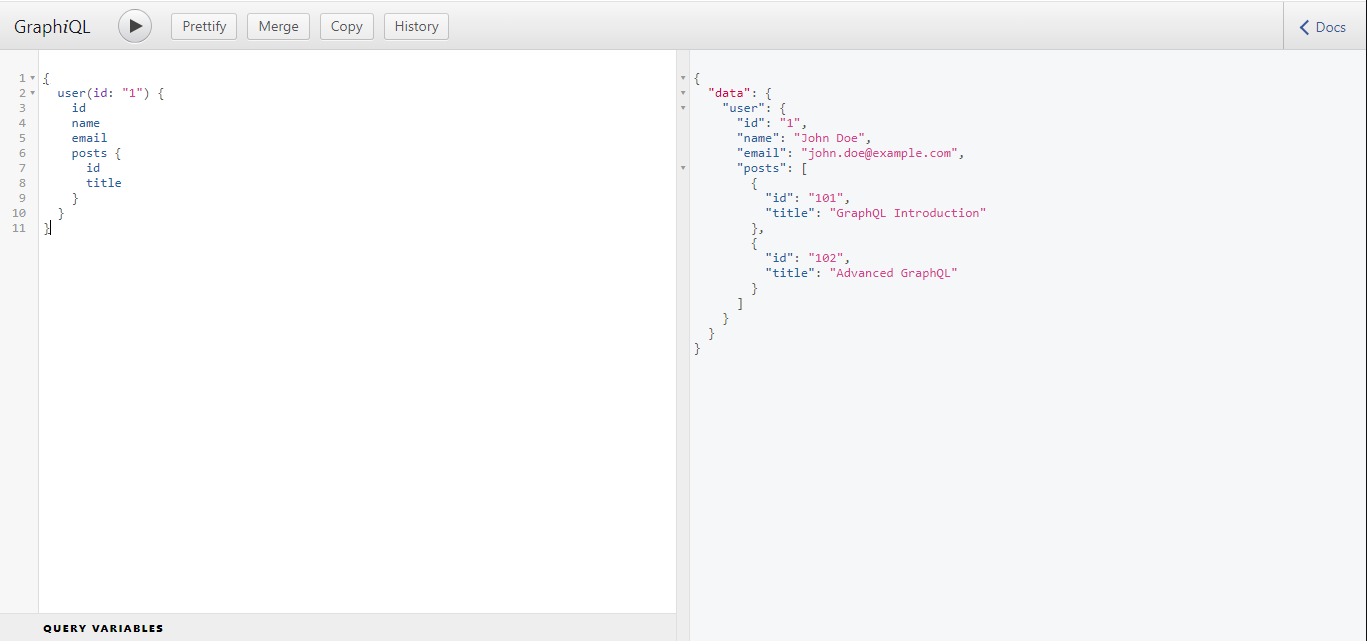 GraphiQL Prettify Merge Copy History Docs
1 {
2   user(id: "1") {
3     id
4     name
5     email
6     posts {
7       id
8       title
9     }
10   }
11 }
{
  "data": {
    "user": {
      "id": "1",
      "name": "John Doe",
      "email": "john.doe@example.com",
      "posts": [
        {
          "id": "101",
          "title": "GraphQL Introduction"
        },
        {
          "id": "102",
          "title": "Advanced GraphQL"
        }
      ]
    }
  }
}
QUERY VARIABLES